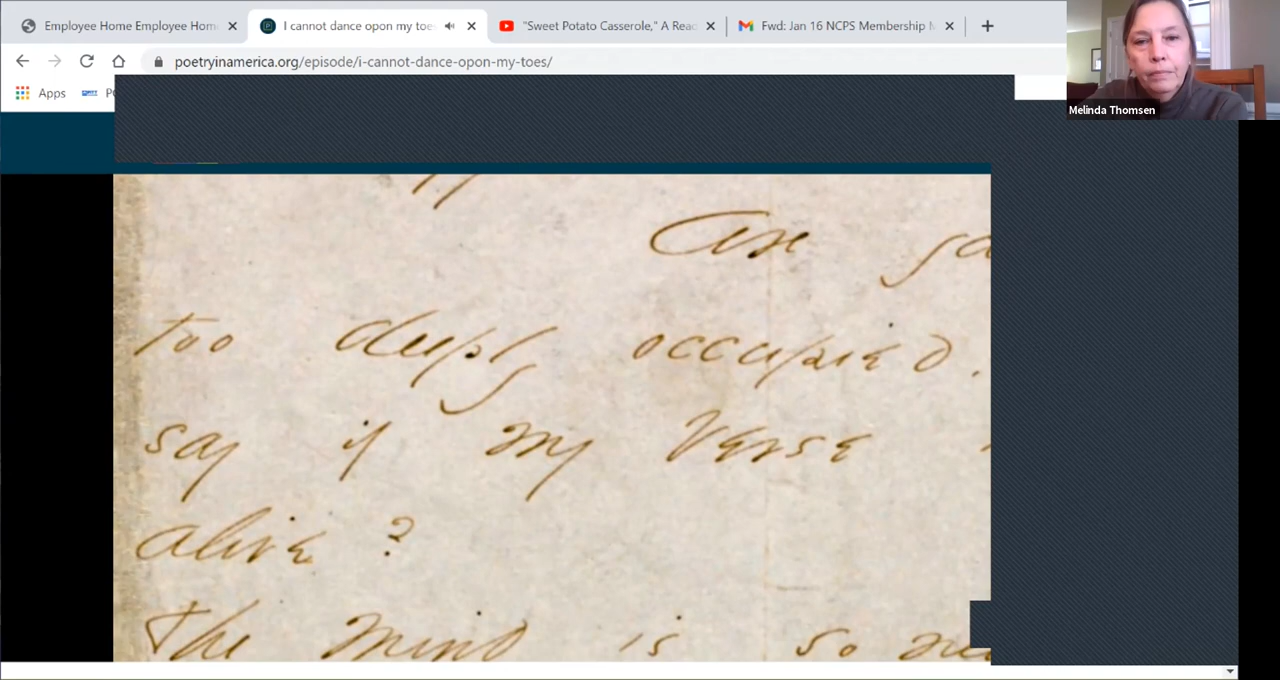 Employee Home Employee Hom
I cannot dance opon my toe
"Sweet Potato Casserole," A Reac
Fwd: Jan 16 NCPS Membership M
poetryinamerica.org/episode/i-cannot-dance-opon-my-toes/
Apps
Melinda Thomsen
Are
too deeply occupied.
say if my Verse
alive?
The Mind is so